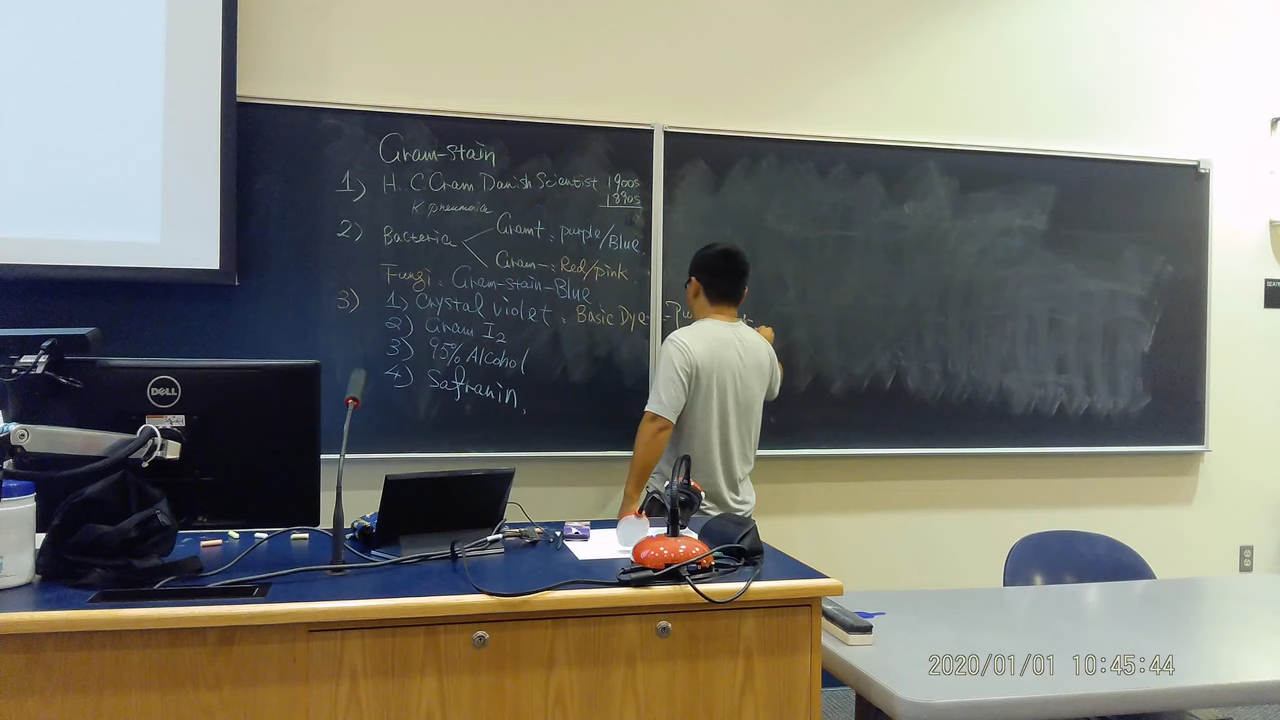 Gram-stain
1) H. C Gram Danish Scientist 1900s
1890s
K pneumonia
2) Bacteria Gram+: purple/Blue
Gram-: Red/pink
Fungi: Gram-stain-Blue
3) 1) Crystal violet: Basic Dye
2) Gram I2
3) 95% Alcohol
4) Safranin,
DELL
2020/01/01 10:45:44